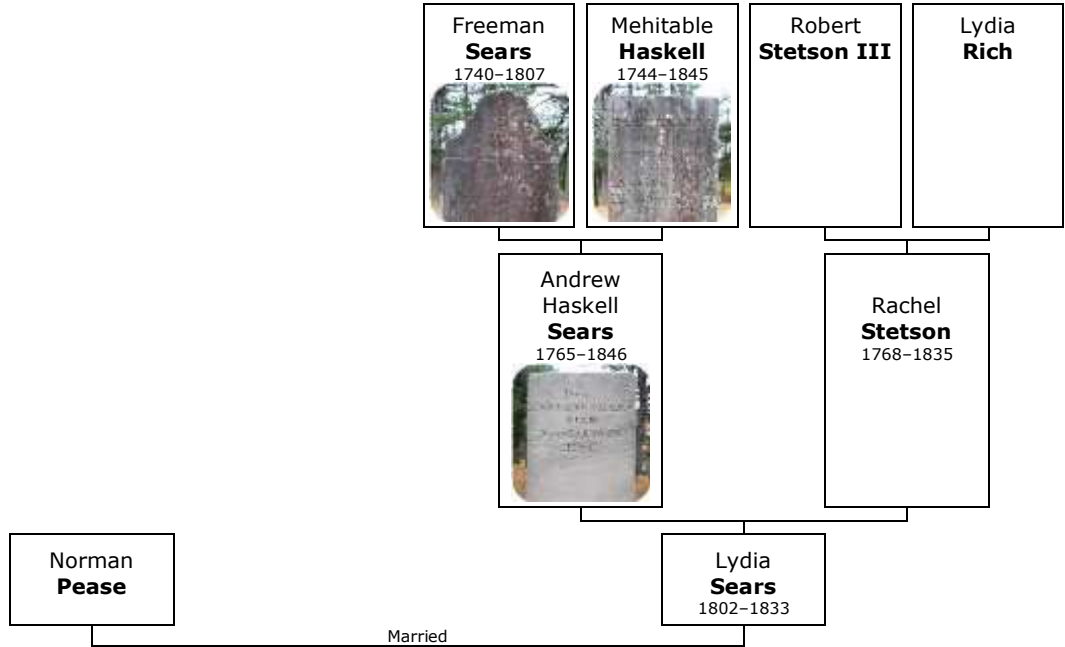 Freeman
Sears
1740–1807
Mehitable
Haskell
1744–1845
Robert
Stetson III
Lydia
Rich
Andrew
Haskell
Sears
1765–1846
Rachel
Stetson
1768–1835
Norman
Pease
Lydia
Sears
1802–1833
Married